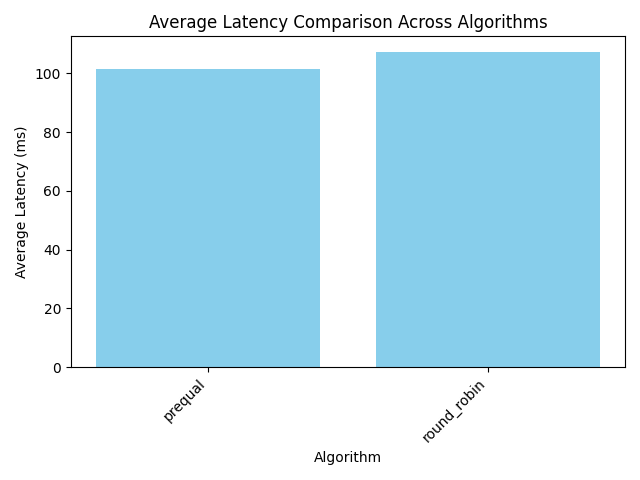 Average Latency Comparison Across Algorithms
Average Latency (ms)
100
80
60
40
20
0
prequal
round_robin
Algorithm